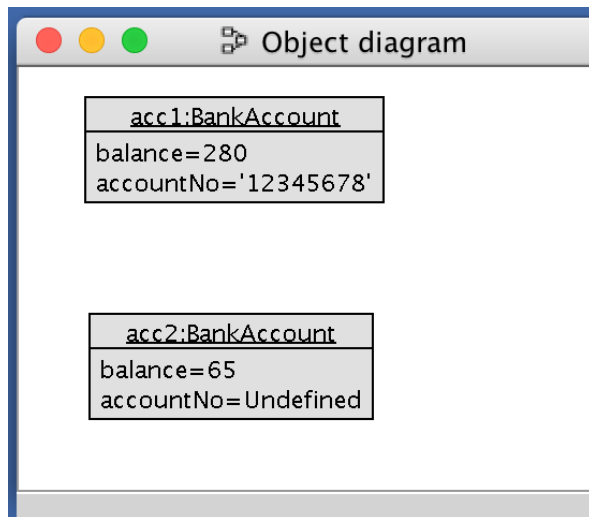 Object diagram
acc1:BankAccount
balance=280
accountNo='12345678'
acc2:BankAccount
balance=65
accountNo=Undefined